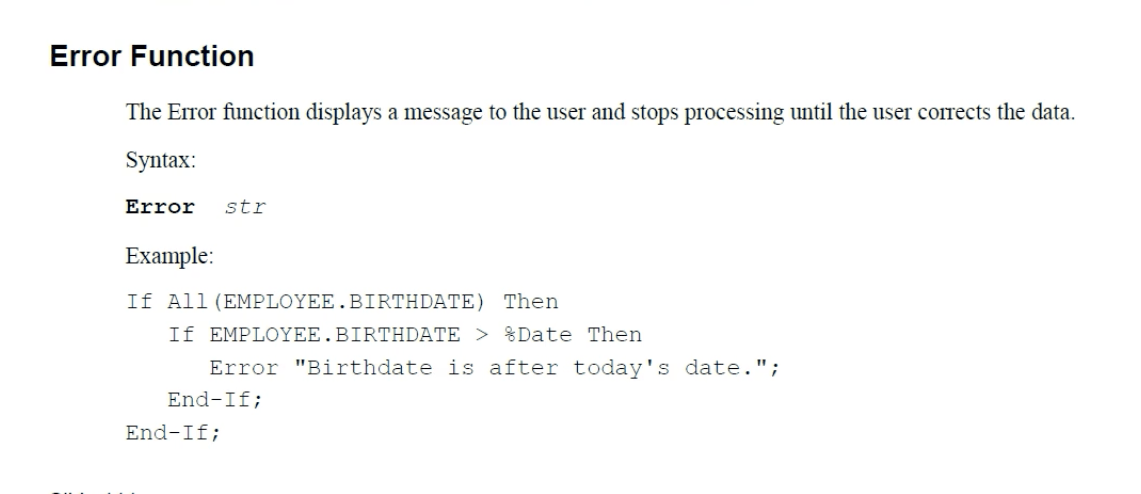 Error Function
The Error function displays a message to the user and stops processing until the user corrects the data.
Syntax:
Error str
Example:
If All(EMPLOYEE.BIRTHDATE) Then
If EMPLOYEE.BIRTHDATE > %Date Then
Error "Birthdate is after today's date.";
End-If;
End-If;